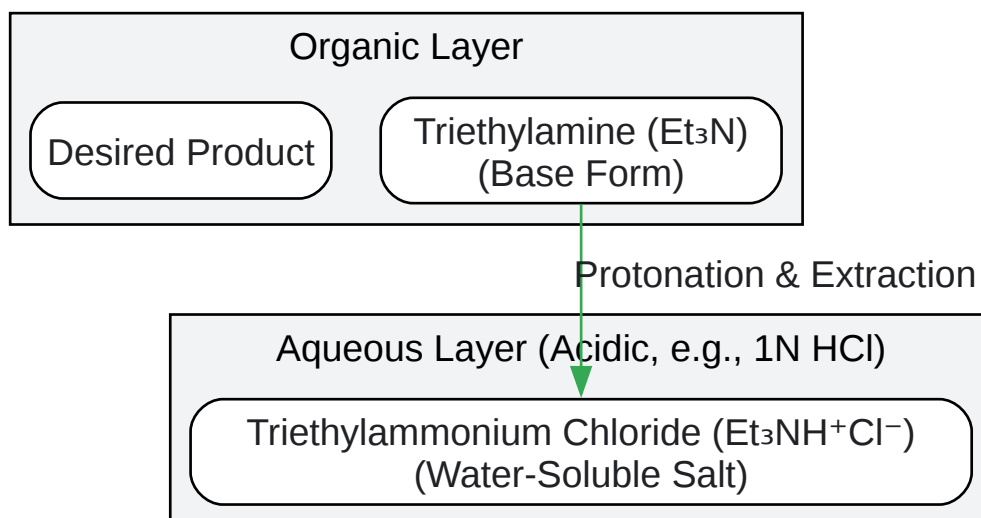 Organic Layer
Desired Product
Triethylamine (Et₃N)
(Base Form)
Protonation & Extraction
Aqueous Layer (Acidic, e.g., 1N HCl)
Triethylammonium Chloride (Et₃NH⁺Cl⁻)
(Water-Soluble Salt)